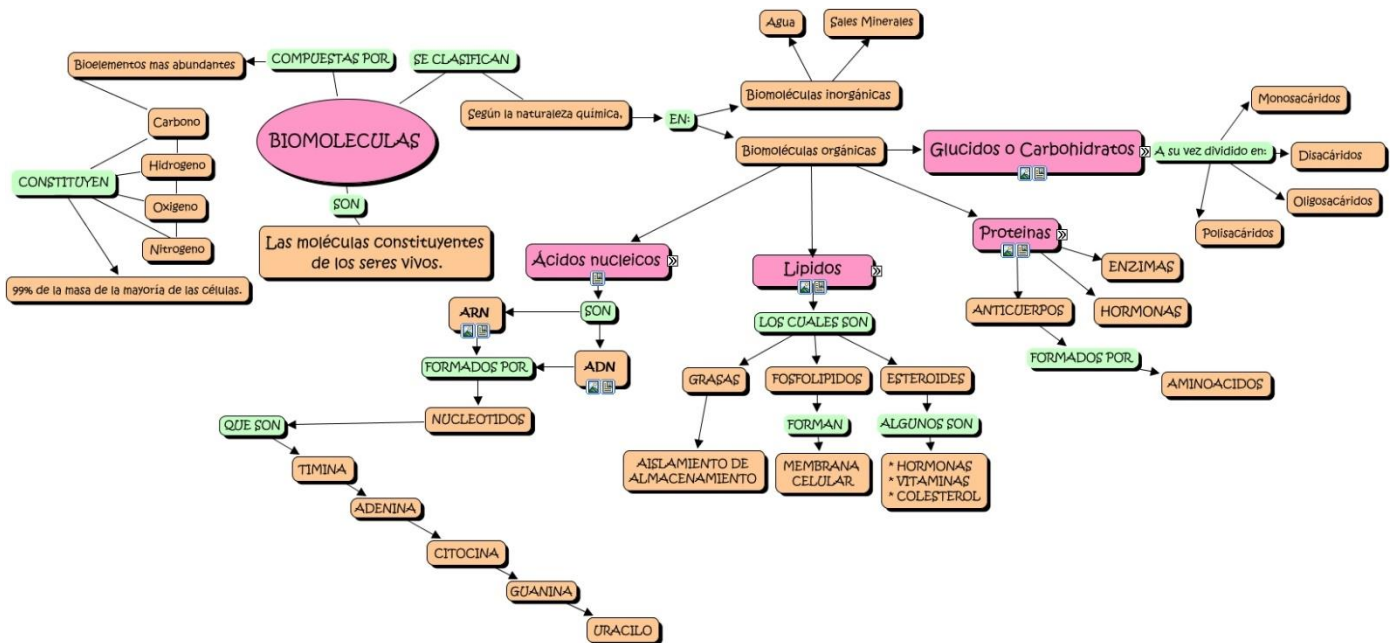 BIOMOLECULAS
COMPUESTAS POR
Bioelementos mas abundantes
Carbono
Hidrogeno
Oxigeno
Nitrogeno
CONSTITUYEN
99% de la masa de la mayoría de las células.
SON
Las moléculas constituyentes
de los seres vivos.
SE CLASIFICAN
Según la naturaleza química.
EN:
Biomoléculas inorgánicas
Agua
Sales Minerales
Biomoléculas orgánicas
Glucidos o Carbohidratos
A su vez dividido en:
Monosacáridos
Disacáridos
Oligosacáridos
Polisacáridos
Proteinas
ENZIMAS
HORMONAS
ANTICUERPOS
FORMADOS POR
AMINOACIDOS
Lipidos
LOS CUALES SON
GRASAS
FOSFOLIPIDOS
ESTEROIDES
FORMAN
ALGUNOS SON
AISLAMIENTO DE
ALMACENAMIENTO
MEMBRANA
CELULAR
* HORMONAS
* VITAMINAS
* COLESTEROL
Ácidos nucleicos
SON
ARN
ADN
FORMADOS POR
NUCLEOTIDOS
QUE SON
TIMINA
ADENINA
CITOCINA
GUANINA
URACILO